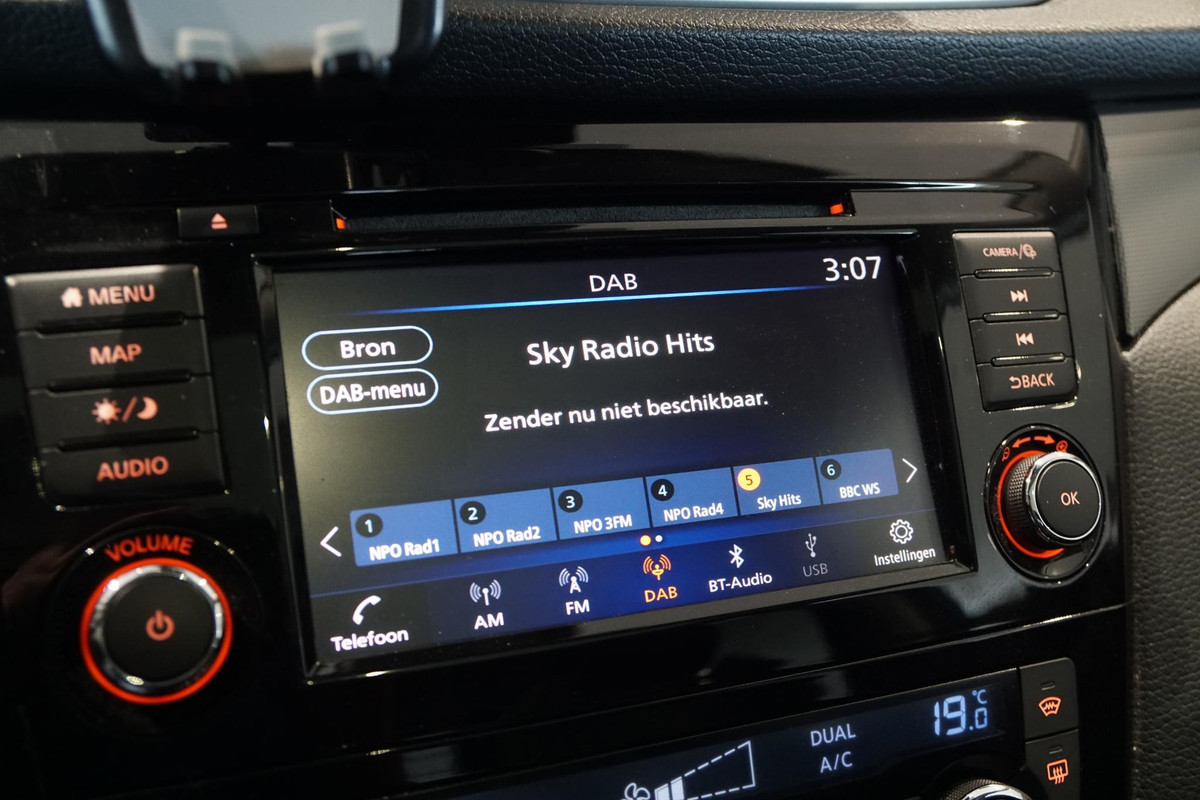 DAB
3:07
MENU
MAP
AUDIO
VOLUME
Bron
DAB-menu
Sky Radio Hits
Zender nu niet beschikbaar.
1
NPO Rad1
2
NPO Rad2
3
NPO 3FM
4
NPO Rad4
5
Sky Hits
6
BBC WS
Telefoon
AM
FM
DAB
BT-Audio
USB
Instellingen
CAMERA/
BACK
OK
DUAL
A/C
19.0 °C